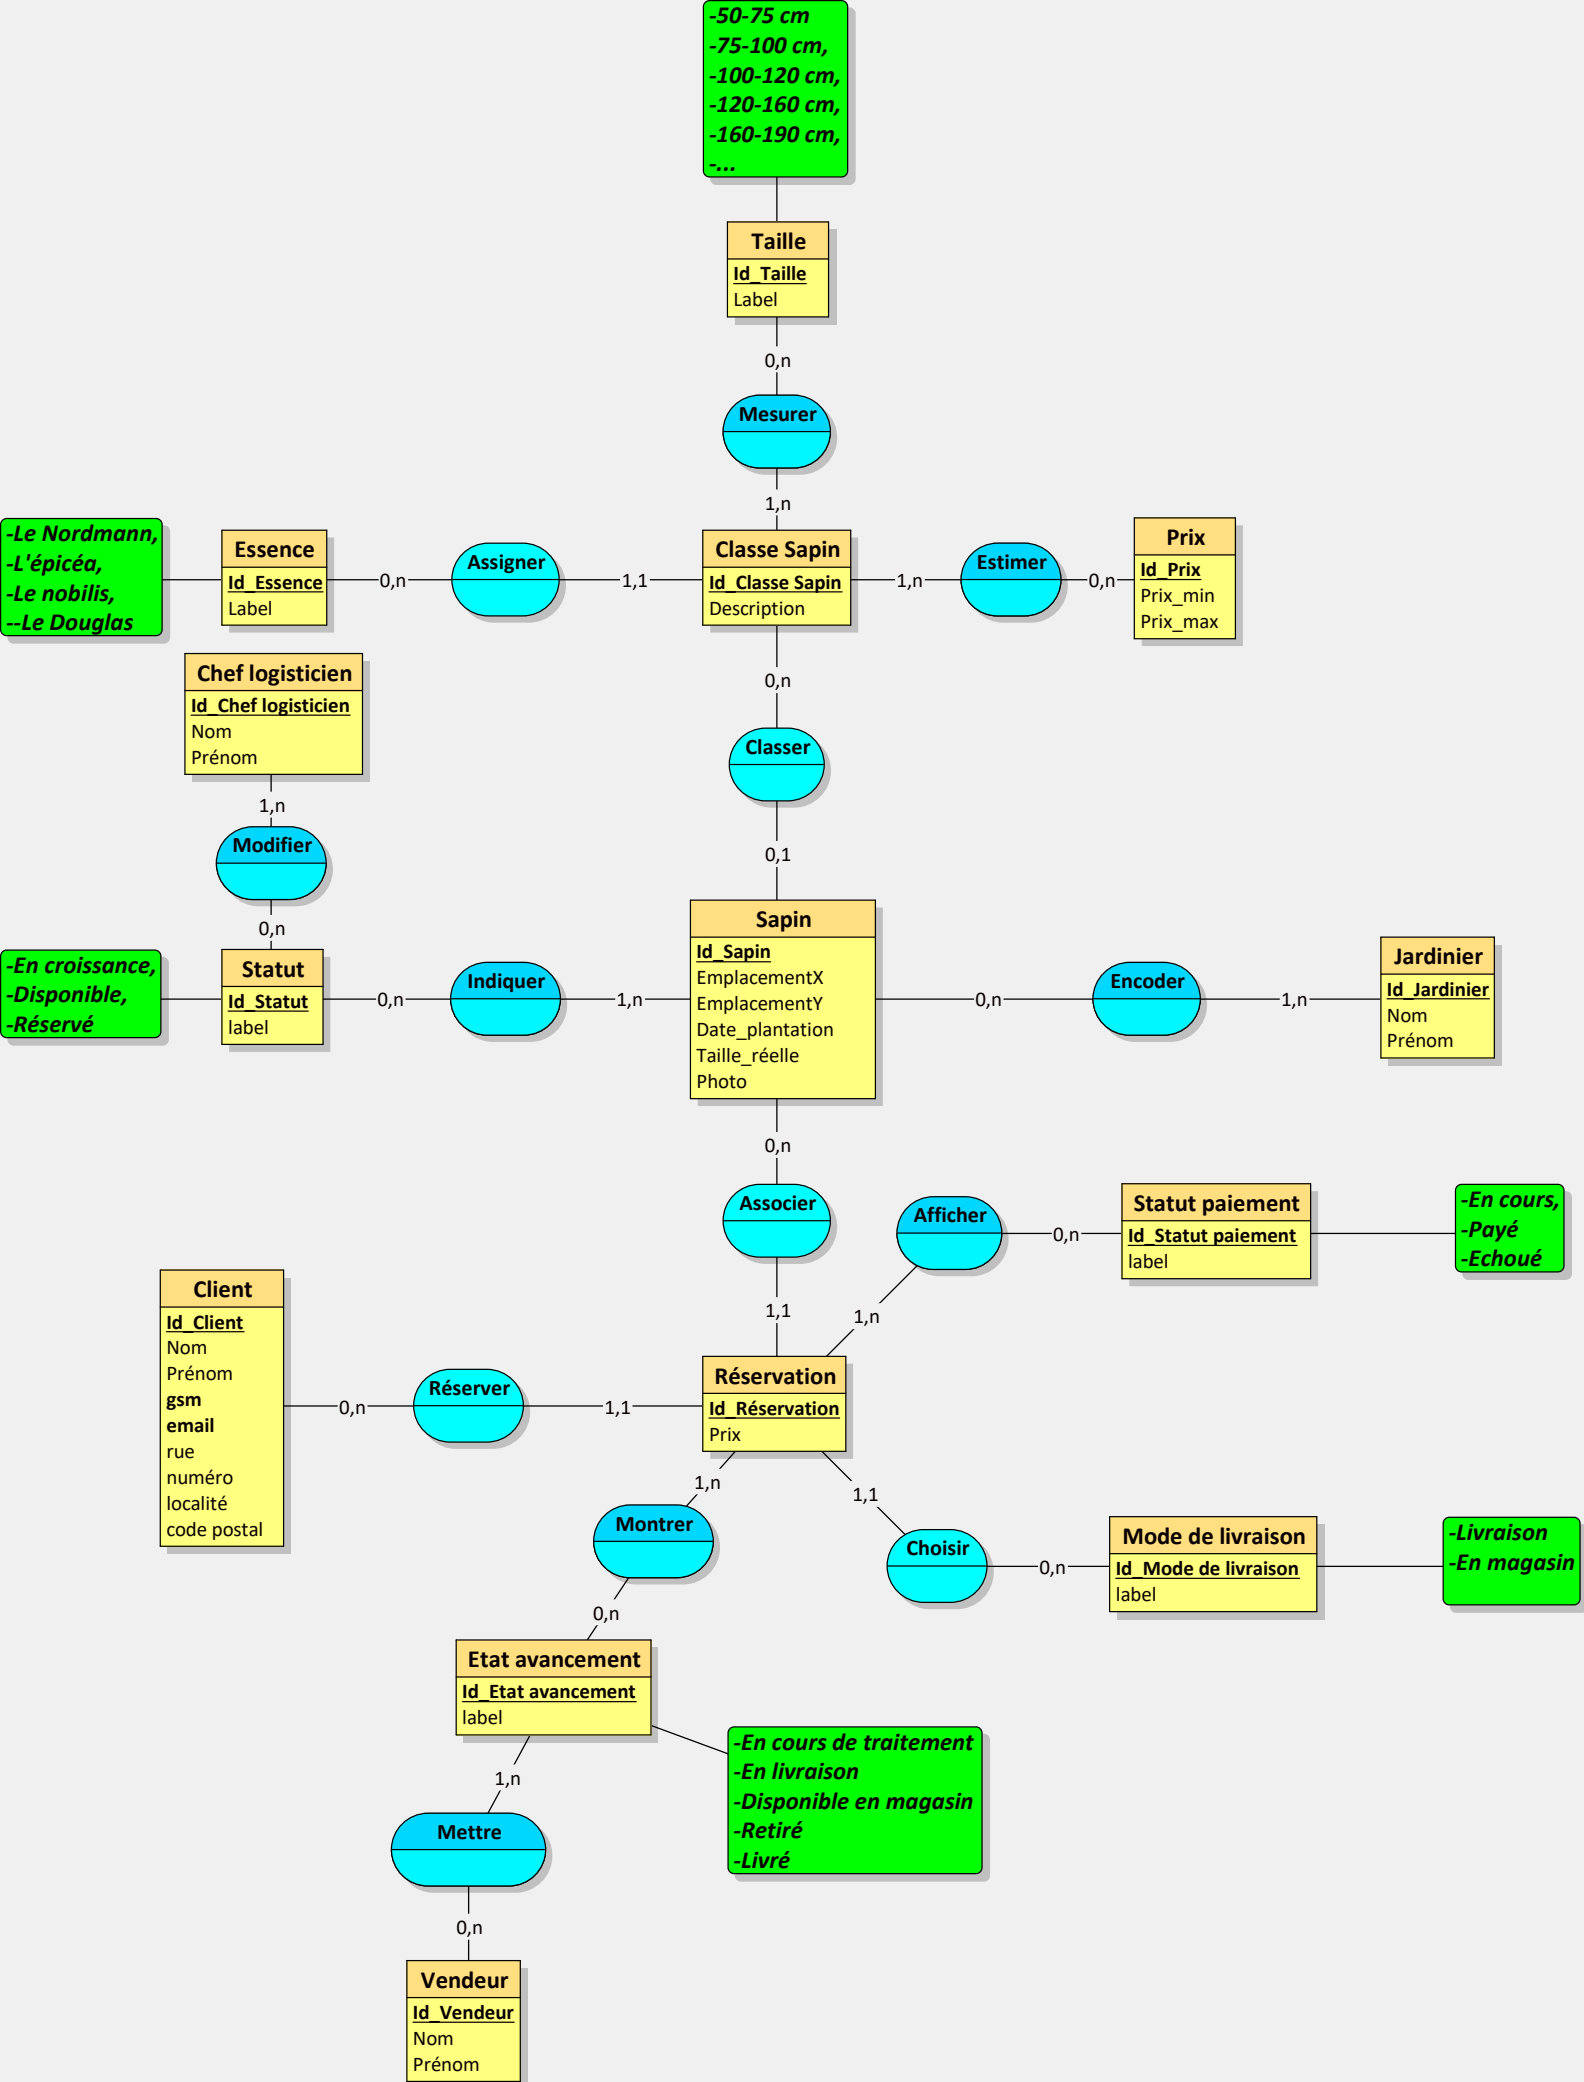 -50-75 cm
-75-100 cm,
-100-120 cm,
-120-160 cm,
-160-190 cm,
-...
Taille
Id_Taille
Label
0,n
Mesurer
1,n
-Le Nordmann,
-L'épicéa,
-Le nobilis,
--Le Douglas
Essence
Id_Essence
Label
0,n
Assigner
1,1
Classe Sapin
Id_Classe Sapin
Description
1,n
Estimer
0,n
Prix
Id_Prix
Prix_min
Prix_max
Chef logisticien
Id_Chef logisticien
Nom
Prénom
1,n
Modifier
0,n
0,n
Classer
0,1
-En croissance,
-Disponible,
-Réservé
Statut
Id_Statut
label
0,n
Indiquer
1,n
Sapin
Id_Sapin
EmplacementX
EmplacementY
Date_plantation
Taille_réelle
Photo
0,n
Encoder
1,n
Jardinier
Id_Jardinier
Nom
Prénom
0,n
Associer
1,1
Afficher
1,n
0,n
Statut paiement
Id_Statut paiement
label
-En cours,
-Payé
-Echoué
Client
Id_Client
Nom
Prénom
gsm
email
rue
numéro
localité
code postal
0,n
Réserver
1,1
Réservation
Id_Réservation
Prix
1,n
Montrer
0,n
1,1
Choisir
0,n
Mode de livraison
Id_Mode de livraison
label
-Livraison
-En magasin
Etat avancement
Id_Etat avancement
label
-En cours de traitement
-En livraison
-Disponible en magasin
-Retiré
-Livré
1,n
Mettre
0,n
Vendeur
Id_Vendeur
Nom
Prénom